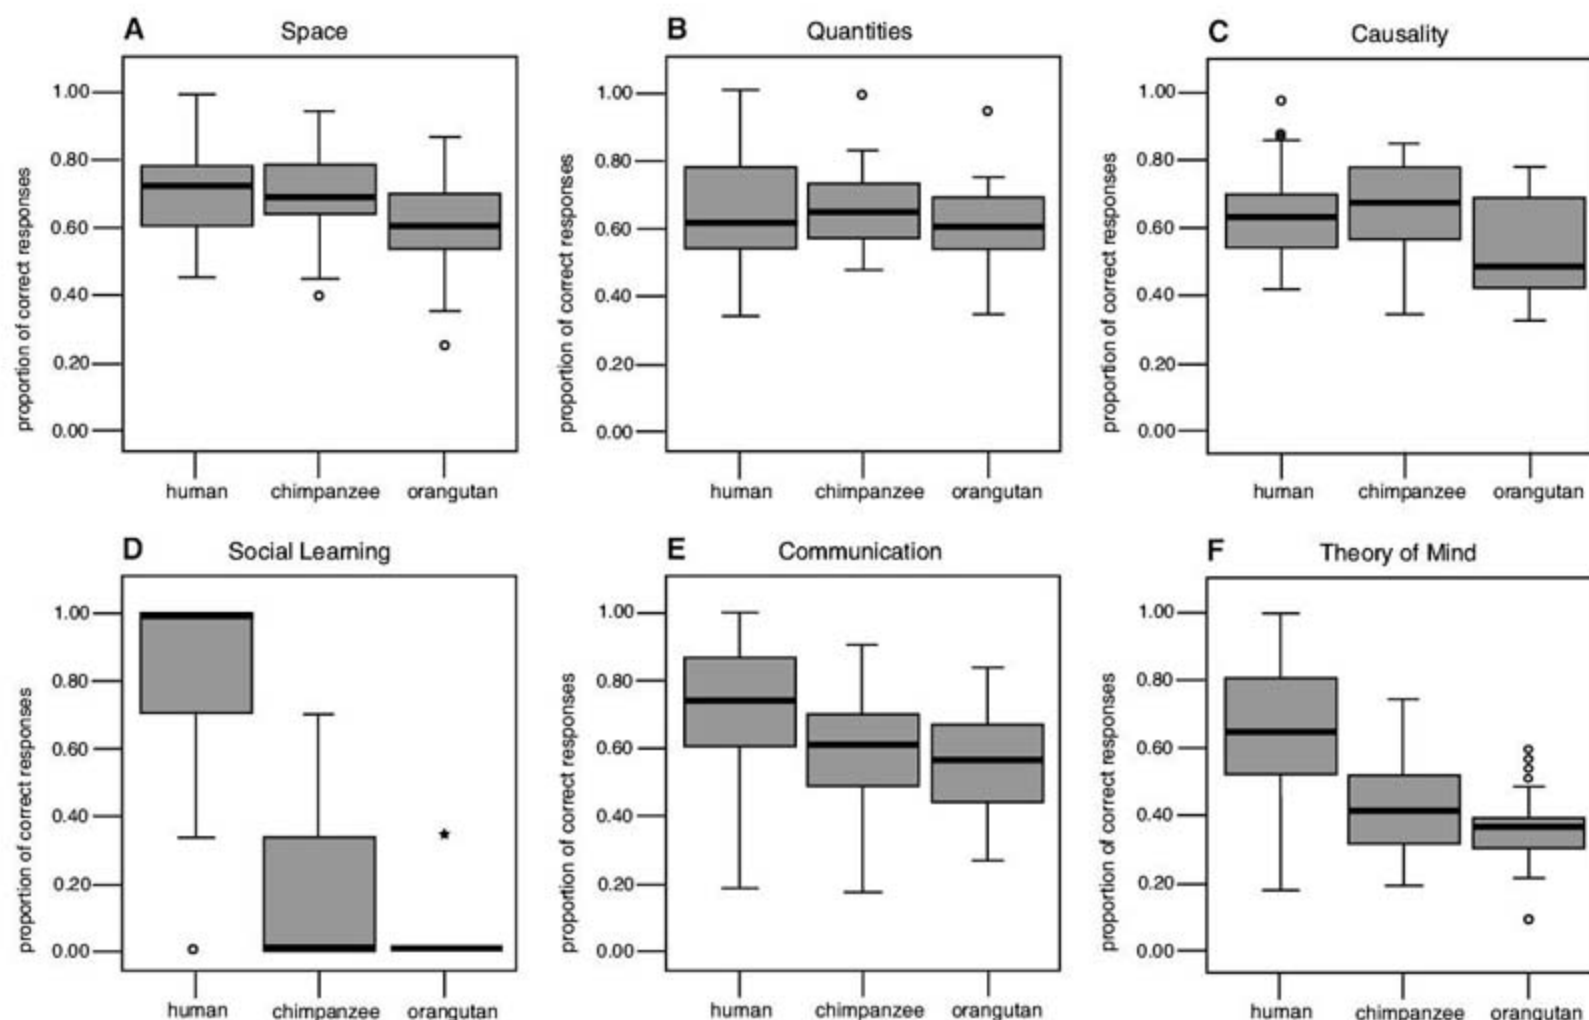 A Space
1.00
0.80
0.60
0.40
0.20
0.00
proportion of correct responses
human chimpanzee orangutan
B Quantities
1.00
0.80
0.60
0.40
0.20
0.00
proportion of correct responses
human chimpanzee orangutan
C Causality
1.00
0.80
0.60
0.40
0.20
0.00
proportion of correct responses
human chimpanzee orangutan
D Social Learning
1.00
0.80
0.60
0.40
0.20
0.00
proportion of correct responses
human chimpanzee orangutan
E Communication
1.00
0.80
0.60
0.40
0.20
0.00
proportion of correct responses
human chimpanzee orangutan
F Theory of Mind
1.00
0.80
0.60
0.40
0.20
0.00
proportion of correct responses
human chimpanzee orangutan